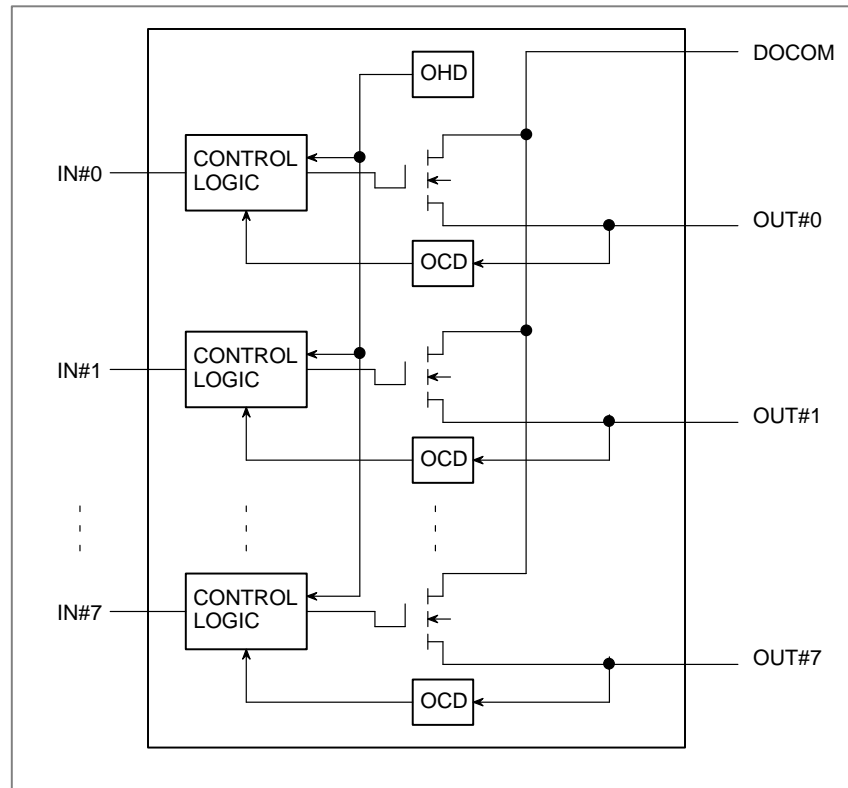 DOCOM
OHD
IN#0
CONTROL
LOGIC
OUT#0
OCD
IN#1
CONTROL
LOGIC
OUT#1
OCD
IN#7
CONTROL
LOGIC
OUT#7
OCD